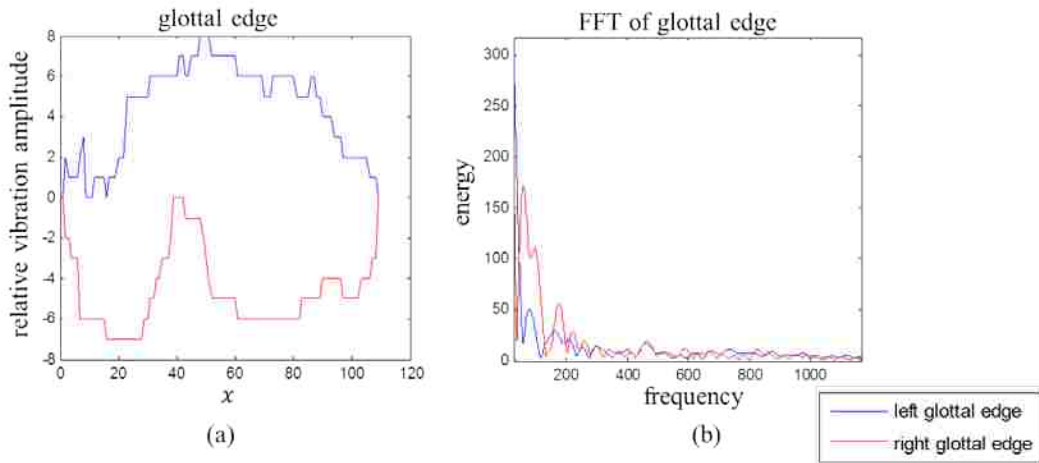 glottal edge
relative vibration amplitude
8
6
4
2
0
-2
-4
-6
-8
0 20 40 60 80 100 120
x
(a)
FFT of glottal edge
energy
300
250
200
150
100
50
0
200 400 600 800 1000
frequency
(b)
left glottal edge
right glottal edge